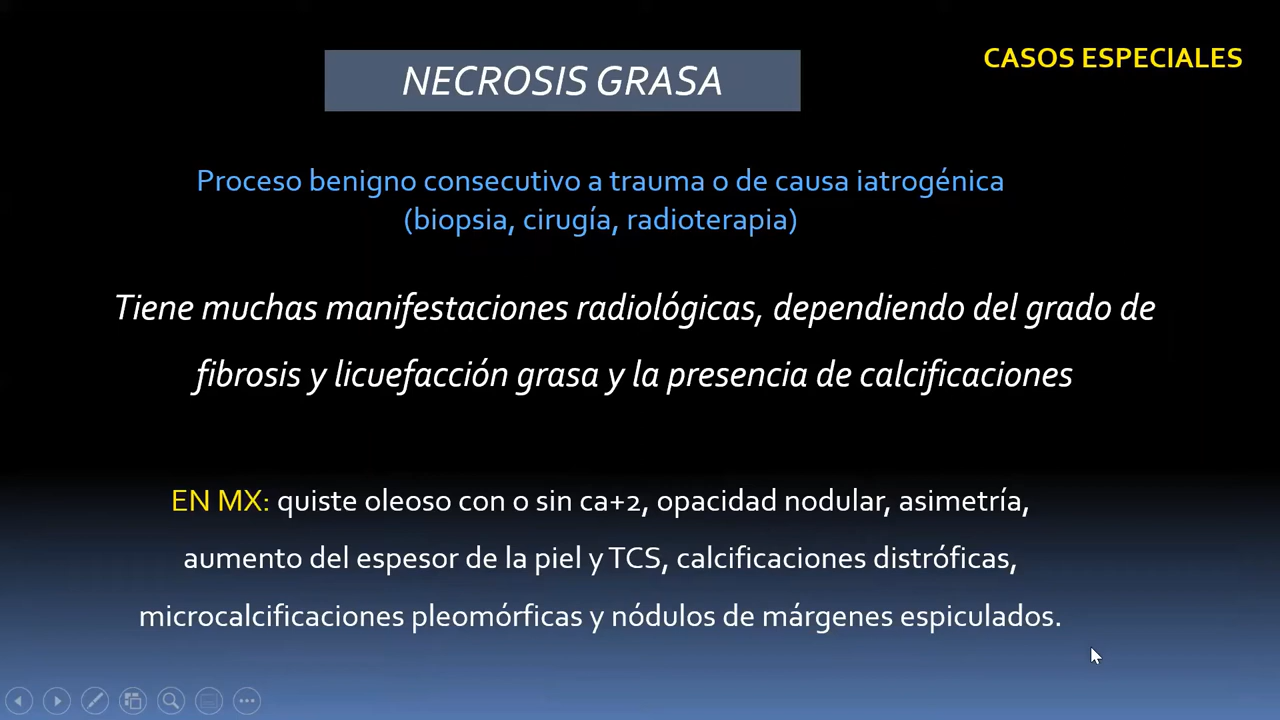 CASOS ESPECIALES
NECROSIS GRASA
Proceso benigno consecutivo a trauma o de causa iatrogénica
(biopsia, cirugía, radioterapia)
Tiene muchas manifestaciones radiológicas, dependiendo del grado de
fibrosis y licuefacción grasa y la presencia de calcificaciones
EN MX: quiste oleoso con o sin ca+2, opacidad nodular, asimetría,
aumento del espesor de la piel y TCS, calcificaciones distróficas,
microcalcificaciones pleomórficas y nódulos de márgenes espiculados.